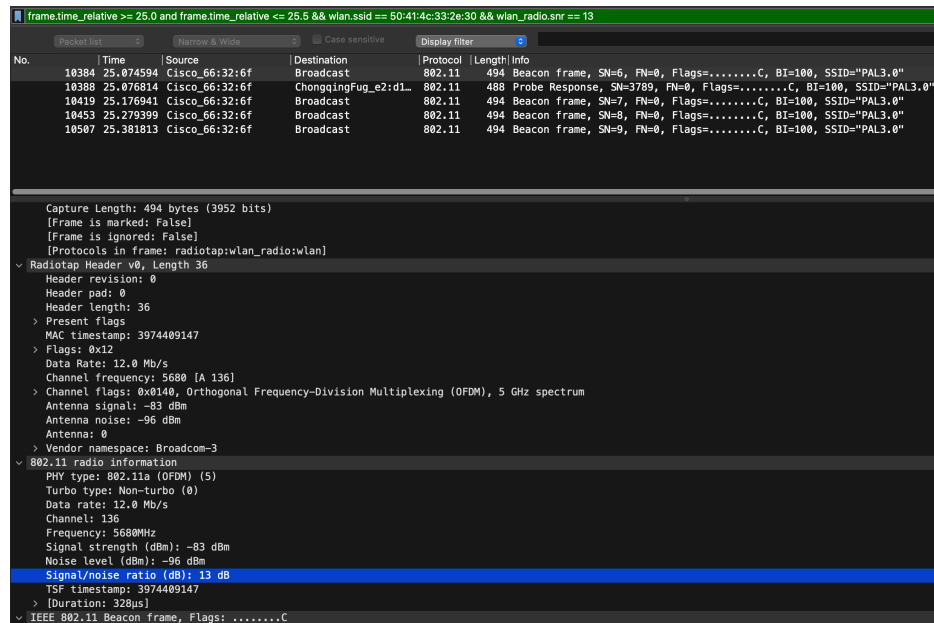 frame.time_relative >= 25.0 and frame.time_relative <= 25.5 && wlan.ssid == 50:41:4c:33:2e:30 && wlan_radio.snr == 13
Packet list Narrow & Wide Case sensitive Display filter
No. Time Source Destination Protocol Length Info
10384 25.074594 Cisco_66:32:6f Broadcast 802.11 494 Beacon frame, SN=6, FN=0, Flags=........C, BI=100, SSID="PAL3.0"
10388 25.076814 Cisco_66:32:6f ChongqingFug_e2:d1… 802.11 488 Probe Response, SN=3789, FN=0, Flags=........C, BI=100, SSID="PAL3.0"
10419 25.176941 Cisco_66:32:6f Broadcast 802.11 494 Beacon frame, SN=7, FN=0, Flags=........C, BI=100, SSID="PAL3.0"
10453 25.279399 Cisco_66:32:6f Broadcast 802.11 494 Beacon frame, SN=8, FN=0, Flags=........C, BI=100, SSID="PAL3.0"
10507 25.381813 Cisco_66:32:6f Broadcast 802.11 494 Beacon frame, SN=9, FN=0, Flags=........C, BI=100, SSID="PAL3.0"
Capture Length: 494 bytes (3952 bits)
[Frame is marked: False]
[Frame is ignored: False]
[Protocols in frame: radiotap:wlan_radio:wlan]
Radiotap Header v0, Length 36
Header revision: 0
Header pad: 0
Header length: 36
Present flags
MAC timestamp: 3974409147
Flags: 0x12
Data Rate: 12.0 Mb/s
Channel frequency: 5680 [A 136]
Channel flags: 0x0140, Orthogonal Frequency-Division Multiplexing (OFDM), 5 GHz spectrum
Antenna signal: -83 dBm
Antenna noise: -96 dBm
Antenna: 0
Vendor namespace: Broadcom-3
802.11 radio information
PHY type: 802.11a (OFDM) (5)
Turbo type: Non-turbo (0)
Data rate: 12.0 Mb/s
Channel: 136
Frequency: 5680MHz
Signal strength (dBm): -83 dBm
Noise level (dBm): -96 dBm
Signal/noise ratio (dB): 13 dB
TSF timestamp: 3974409147
[Duration: 328μs]
IEEE 802.11 Beacon frame, Flags: ........C